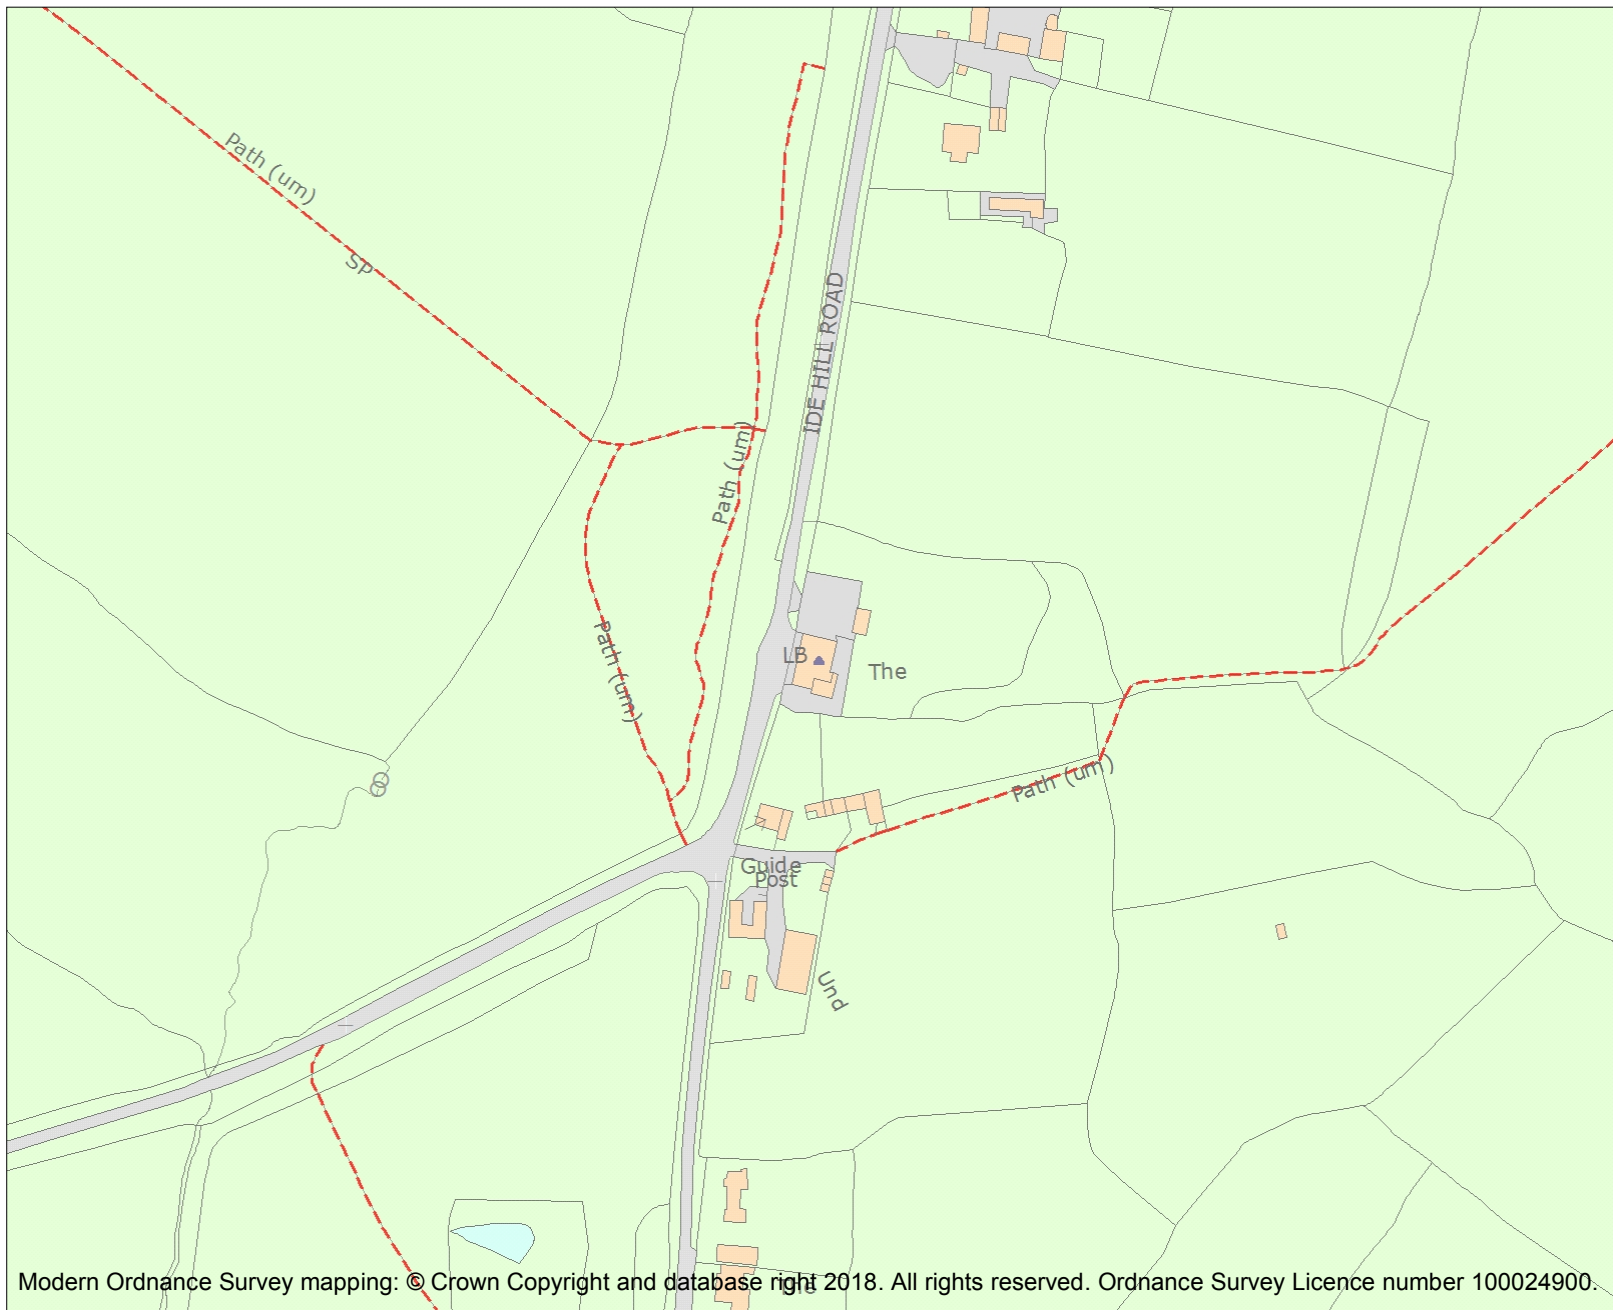 Path (um)
SP
IDE HILL ROAD
Path (um)
Path (um)
LB
The
Path (um)
Guide
Post
Und
The
Modern Ordnance Survey mapping: © Crown Copyright and database right 2018. All rights reserved. Ordnance Survey Licence number 100024900.